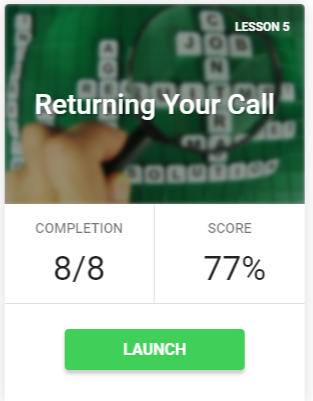 LESSON 5
Returning Your Call
COMPLETION
SCORE
8/8
77%
LAUNCH